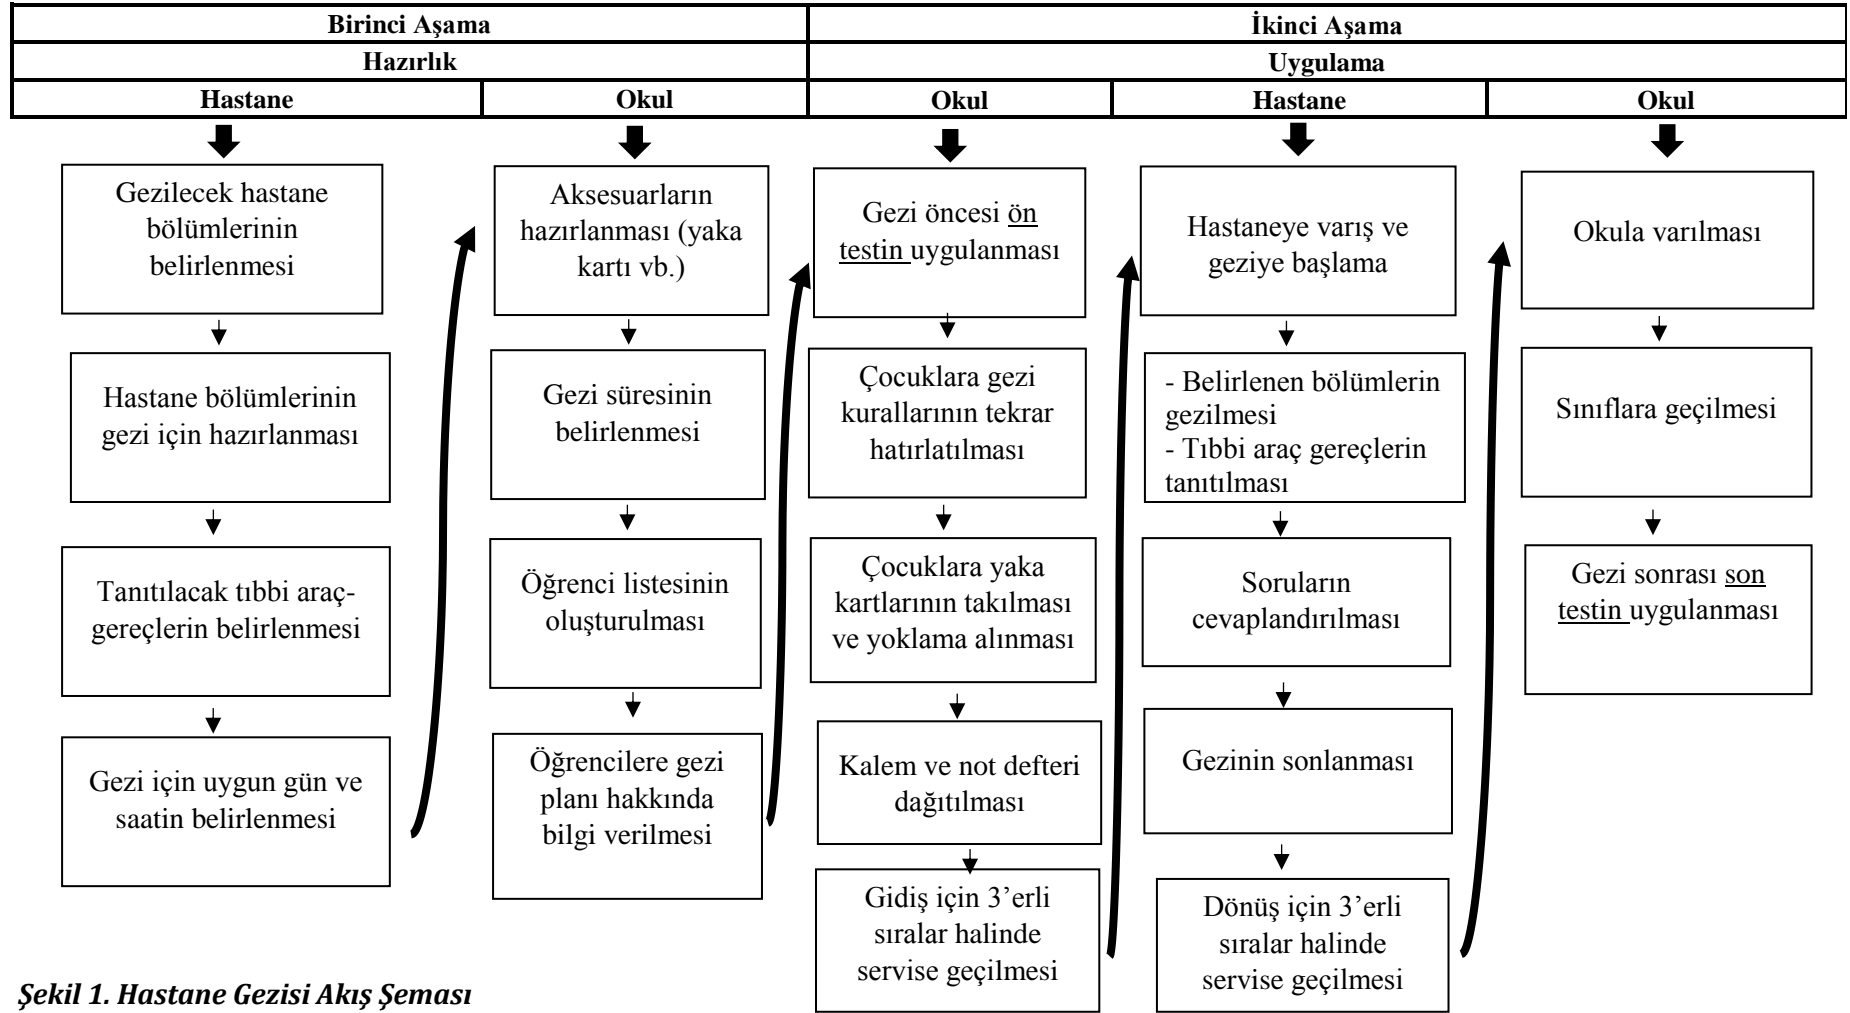 Birinci Aşama
İkinci Aşama
Hazırlık
Uygulama
Hastane
Okul
Okul
Hastane
Okul
Gezilecek hastane
bölümlerinin
belirlenmesi
Hastane bölümlerinin
gezi için hazırlanması
Tanıtılacak tıbbi araç-
gereçlerin belirlenmesi
Gezi için uygun gün ve
saatin belirlenmesi
Aksesuarların
hazırlanması (yaka
kartı vb.)
Gezi süresinin
belirlenmesi
Öğrenci listesinin
oluşturulması
Öğrencilere gezi
planı hakkında
bilgi verilmesi
Gezi öncesi ön
testin uygulanması
Çocuklara gezi
kurallarının tekrar
hatırlatılması
Çocuklara yaka
kartlarının takılması
ve yoklama alınması
Kalem ve not defteri
dağıtılması
Gidiş için 3’erli
sıralar halinde
servise geçilmesi
Hastaneye varış ve
geziye başlama
- Belirlenen bölümlerin
gezilmesi
- Tıbbi araç gereçlerin
tanıtılması
Soruların
cevaplandırılması
Gezinin sonlanması
Dönüş için 3’erli
sıralar halinde
servise geçilmesi
Okula varılması
Sınıflara geçilmesi
Gezi sonrası son
testin uygulanması
Şekil 1. Hastane Gezisi Akış Şeması